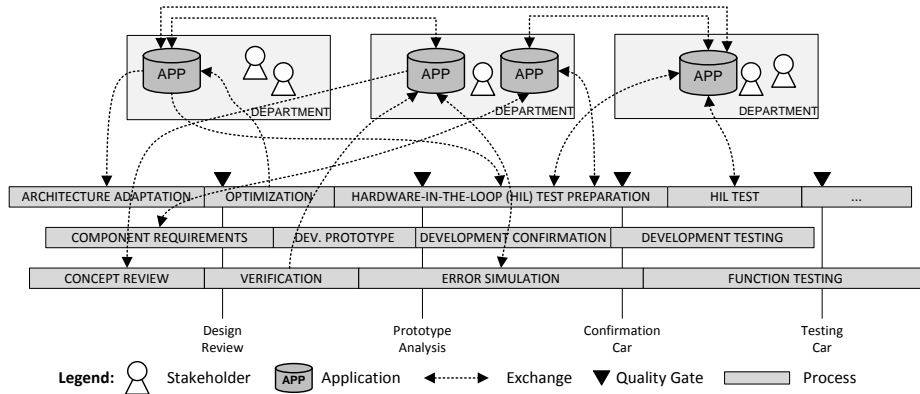 APP
APP
APP
APP
DEPARTMENT
DEPARTMENT
DEPARTMENT
ARCHITECTURE ADAPTATION
OPTIMIZATION
HARDWARE-IN-THE-LOOP (HIL) TEST PREPARATION
HIL TEST
...
COMPONENT REQUIREMENTS
DEV. PROTOTYPE
DEVELOPMENT CONFIRMATION
DEVELOPMENT TESTING
CONCEPT REVIEW
VERIFICATION
ERROR SIMULATION
FUNCTION TESTING
Design
Review
Prototype
Analysis
Confirmation
Car
Testing
Car
Legend:
Stakeholder
APP
Application
Exchange
Quality Gate
Process